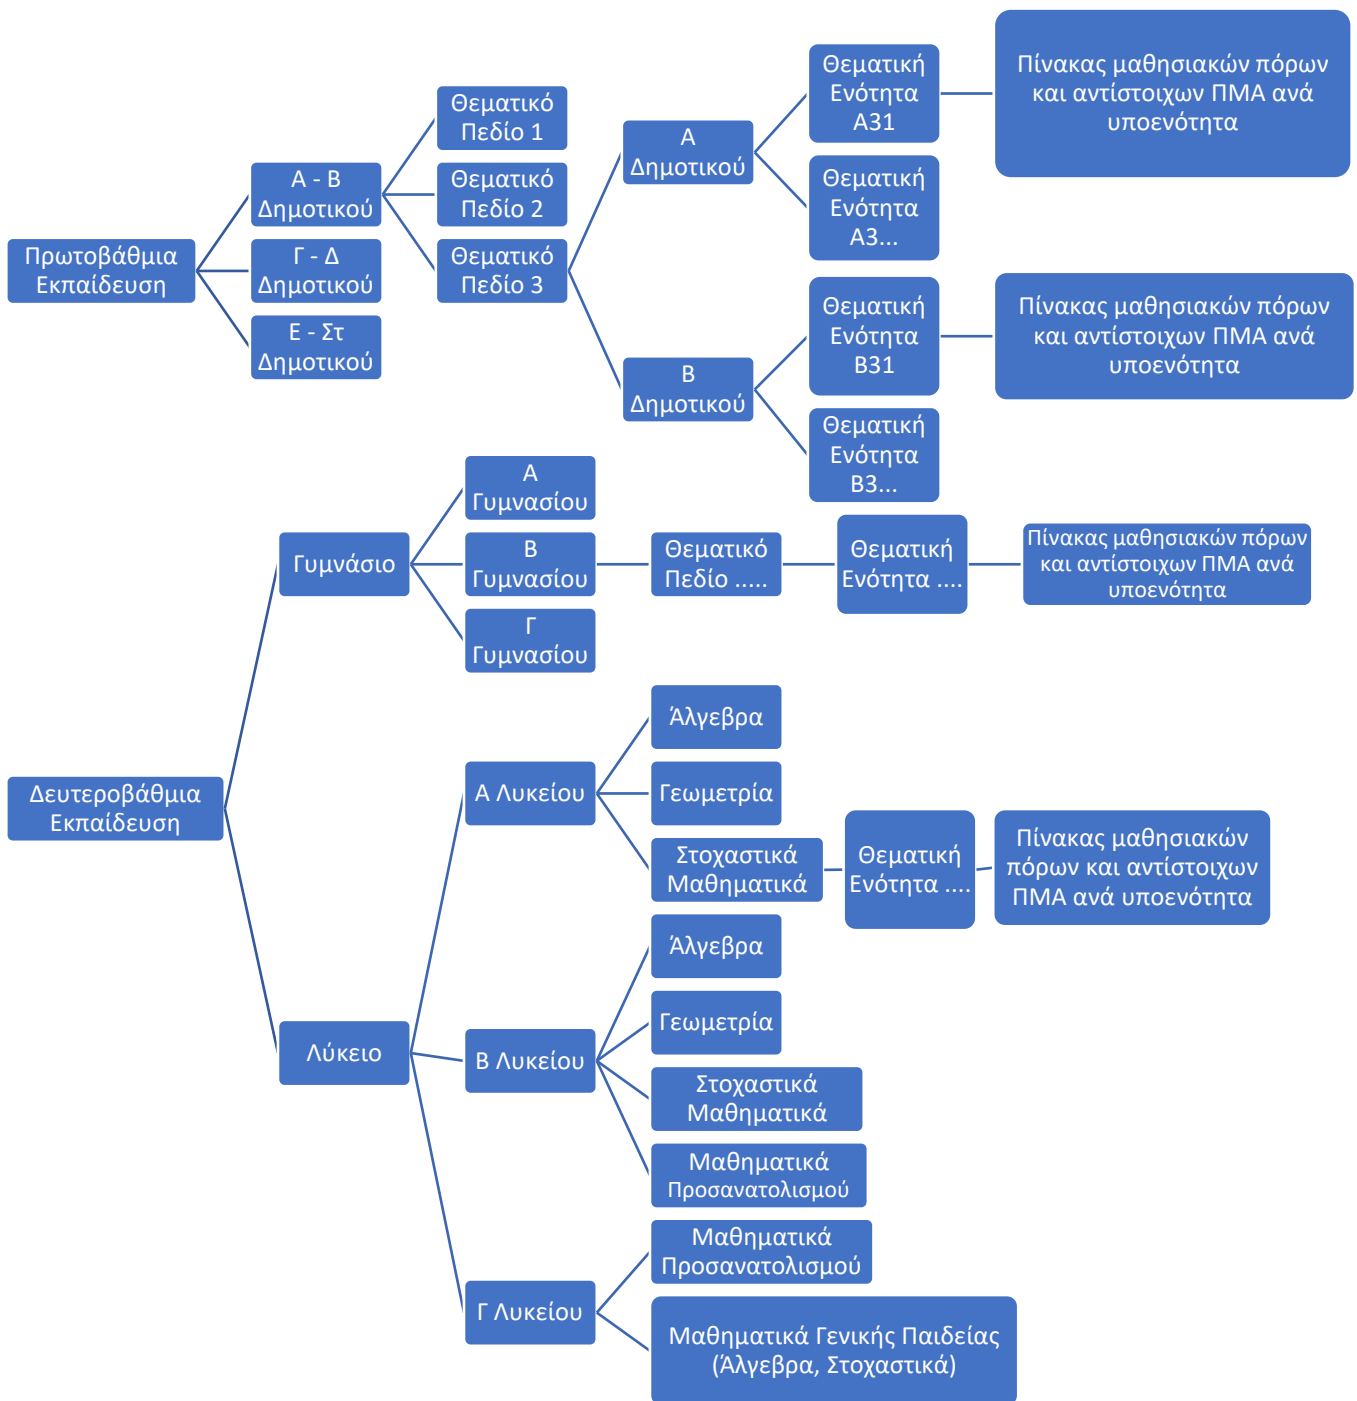 Πρωτοβάθμια
Εκπαίδευση
Α - Β
Δημοτικού
Γ - Δ
Δημοτικού
Ε - Στ
Δημοτικού
Θεματικό
Πεδίο 1
Θεματικό
Πεδίο 2
Θεματικό
Πεδίο 3
Α
Δημοτικού
Θεματική
Ενότητα
Α31
Πίνακας μαθησιακών πόρων
και αντίστοιχων ΠΜΑ ανά
υποενότητα
Θεματική
Ενότητα
Α3...
Β
Δημοτικού
Θεματική
Ενότητα
Β31
Πίνακας μαθησιακών πόρων
και αντίστοιχων ΠΜΑ ανά
υποενότητα
Θεματική
Ενότητα
Β3...
Δευτεροβάθμια
Εκπαίδευση
Γυμνάσιο
Α
Γυμνασίου
Β
Γυμνασίου
Θεματικό
Πεδίο .....
Θεματική
Ενότητα ....
Πίνακας μαθησιακών πόρων
και αντίστοιχων ΠΜΑ ανά
υποενότητα
Γ
Γυμνασίου
Λύκειο
Α Λυκείου
Άλγεβρα
Γεωμετρία
Στοχαστικά
Μαθηματικά
Θεματική
Ενότητα ....
Πίνακας μαθησιακών
πόρων και αντίστοιχων
ΠΜΑ ανά υποενότητα
Β Λυκείου
Άλγεβρα
Γεωμετρία
Στοχαστικά
Μαθηματικά
Μαθηματικά
Προσανατολισμού
Γ Λυκείου
Μαθηματικά
Προσανατολισμού
Μαθηματικά Γενικής Παιδείας
(Άλγεβρα, Στοχαστικά)